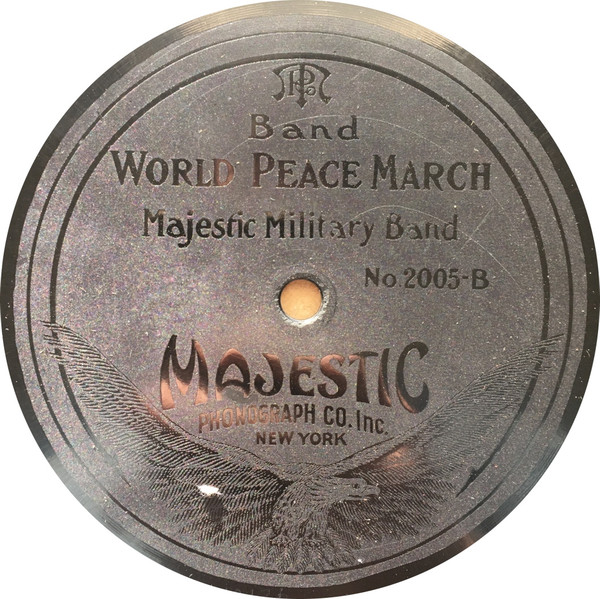 Band
WORLD PEACE MARCH
Majestic Military Band
No. 2005-B
MAJESTIC
PHONOGRAPH CO. Inc.
NEW YORK